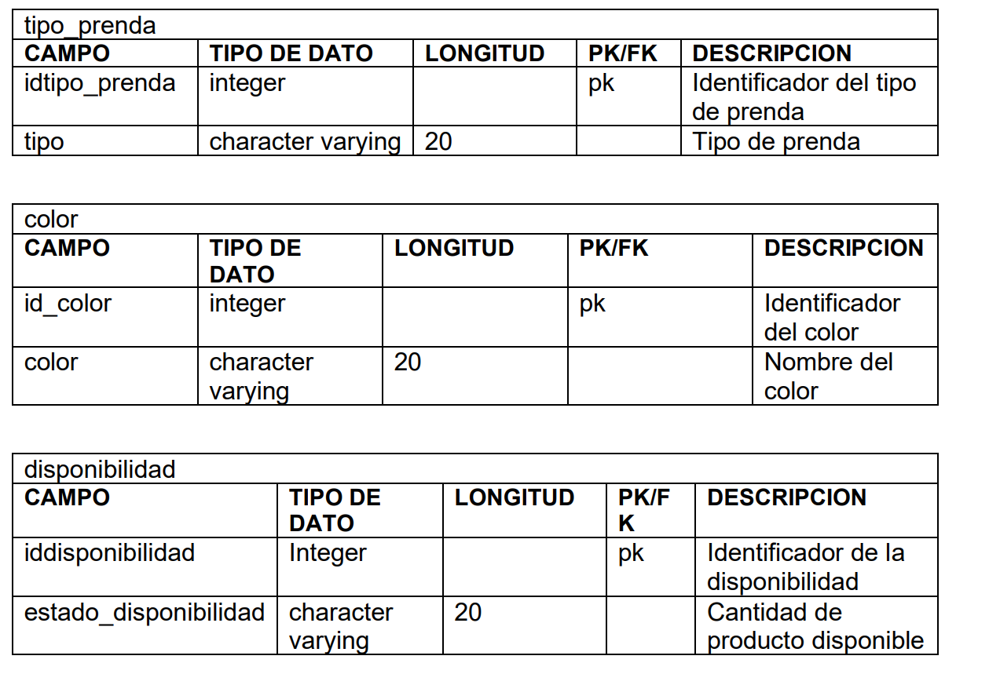 tipo_prenda
CAMPO TIPO DE DATO LONGITUD PK/FK DESCRIPCION
idtipo_prenda integer pk Identificador del tipo
de prenda
tipo character varying 20 Tipo de prenda
color
CAMPO TIPO DE LONGITUD PK/FK DESCRIPCION
DATO
id_color integer pk Identificador
del color
color character 20 Nombre del
varying color
disponibilidad
CAMPO TIPO DE LONGITUD PK/F DESCRIPCION
DATO K
iddisponibilidad Integer pk Identificador de la
disponibilidad
estado_disponibilidad character 20 Cantidad de
varying producto disponible